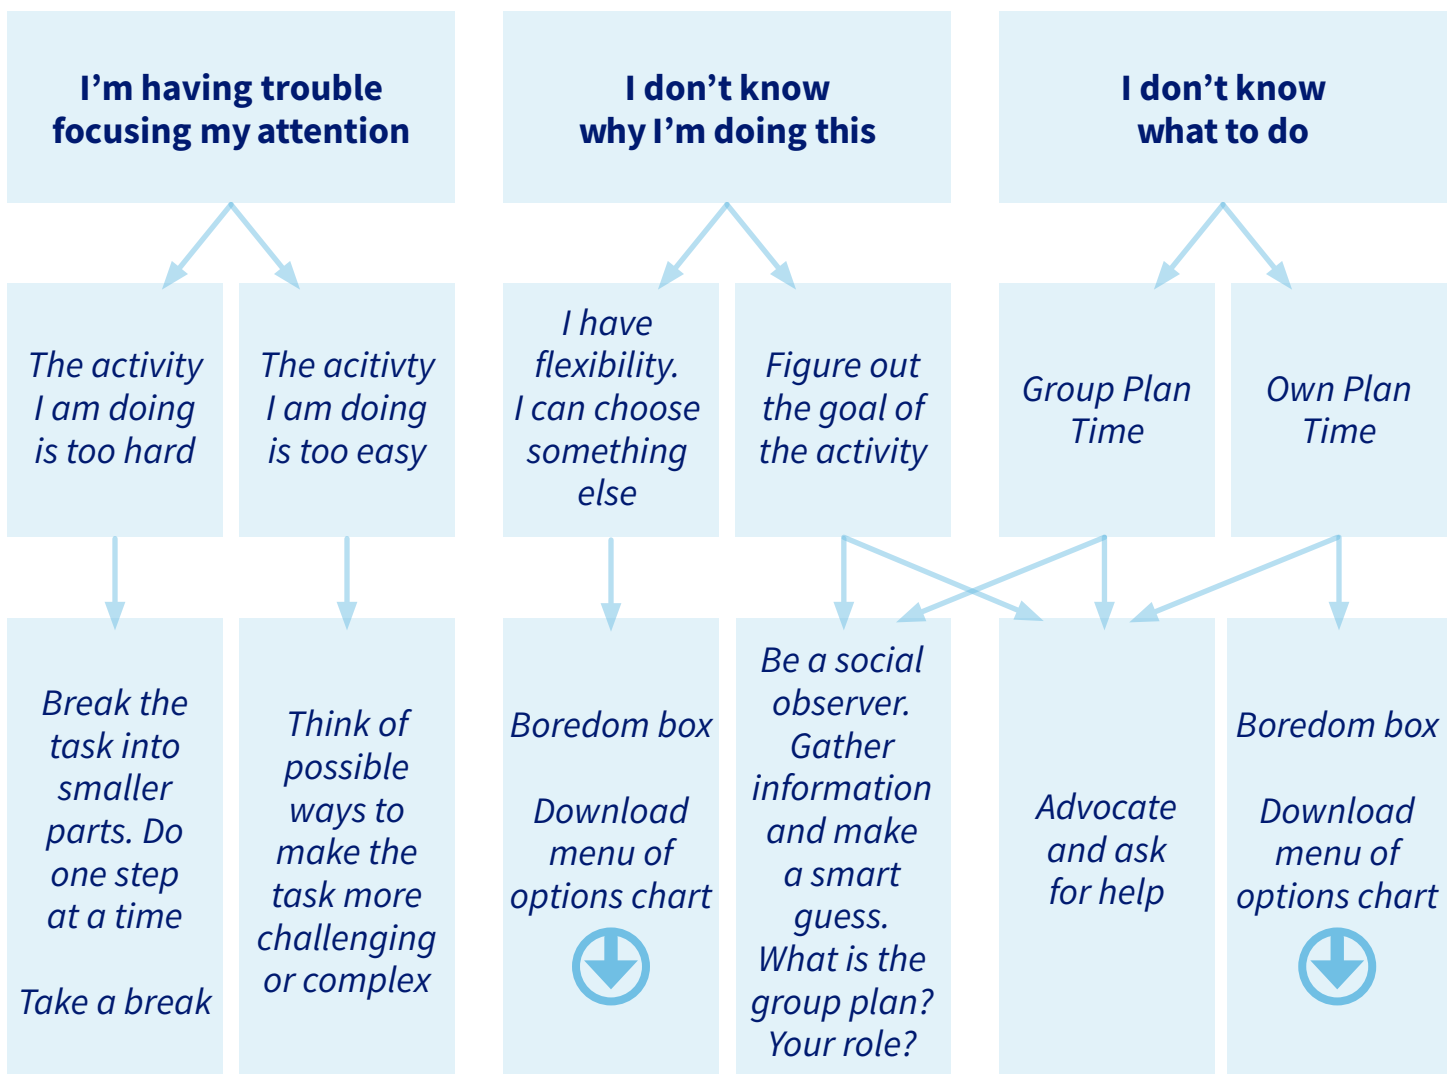 I’m having trouble
focusing my attention
I don’t know
why I’m doing this
I don’t know
what to do
The activity
I am doing
is too hard
The acitivty
I am doing
is too easy
I have
flexibility.
I can choose
something
else
Figure out
the goal of
the activity
Group Plan
Time
Own Plan
Time
Break the
task into
smaller
parts. Do
one step
at a time
Take a break
Think of
possible
ways to
make the
task more
challenging
or complex
Boredom box
Download
menu of
options chart
Be a social
observer.
Gather
information
and make
a smart
guess.
What is the
group plan?
Your role?
Advocate
and ask
for help
Boredom box
Download
menu of
options chart